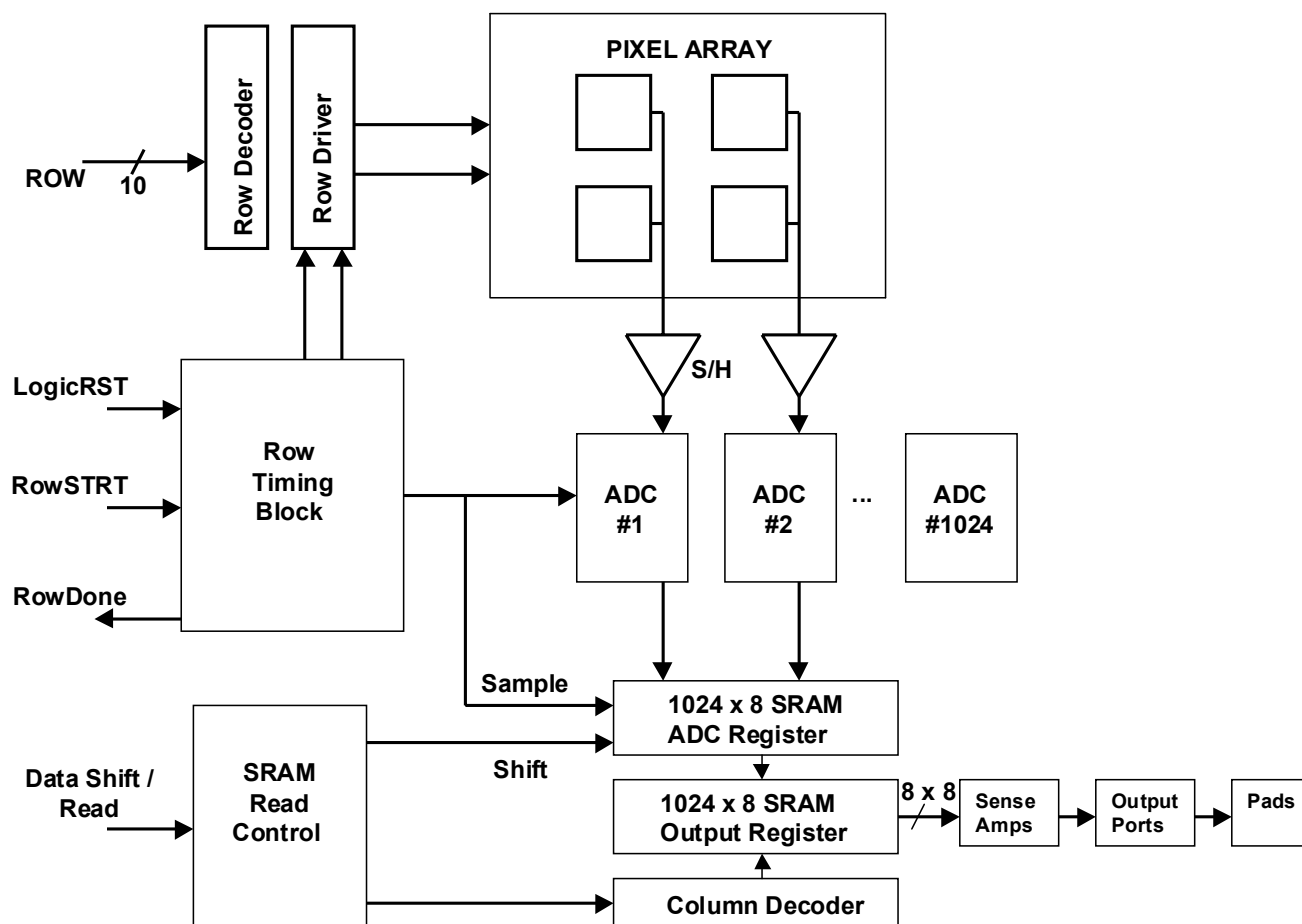 PIXEL ARRAY
Row Decoder
Row Driver
ROW
10
S/H
LogicRST
RowSTRT
RowDone
Row
Timing
Block
ADC
#1
ADC
#2
...
ADC
#1024
Sample
Shift
1024 x 8 SRAM
ADC Register
Data Shift /
Read
SRAM
Read
Control
1024 x 8 SRAM
Output Register
8 x 8
Sense
Amps
Output
Ports
Pads
Column Decoder